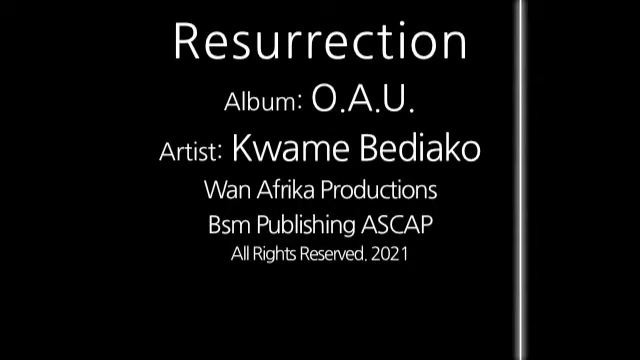 Resurrection
Album: O.A.U.
Artist: Kwame Bediako
Wan Afrika Productions
Bsm Publishing ASCAP
All Rights Reserved. 2021